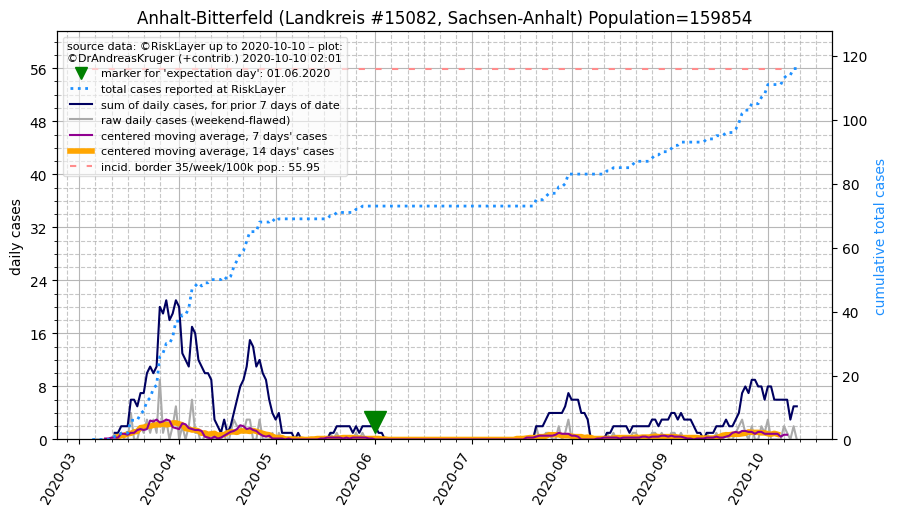 Anhalt-Bitterfeld (Landkreis #15082, Sachsen-Anhalt) Population=159854
source data: ©RiskLayer up to 2020-10-10 – plot:
©DrAndreasKruger (+contrib.) 2020-10-10 02:01
marker for 'expectation day': 01.06.2020
total cases reported at RiskLayer
sum of daily cases, for prior 7 days of date
raw daily cases (weekend-flawed)
centered moving average, 7 days' cases
centered moving average, 14 days' cases
incid. border 35/week/100k pop.: 55.95
daily cases
56
48
40
32
24
16
8
0
cumulative total cases
120
100
80
60
40
20
0
2020-03
2020-04
2020-05
2020-06
2020-07
2020-08
2020-09
2020-10